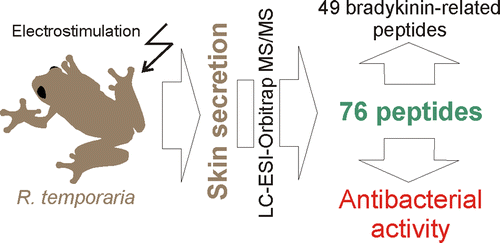 Electrostimulation
R. temporaria
Skin secretion
LC-ESI-Orbitrap MS/MS
49 bradykinin-related
peptides
76 peptides
Antibacterial
activity